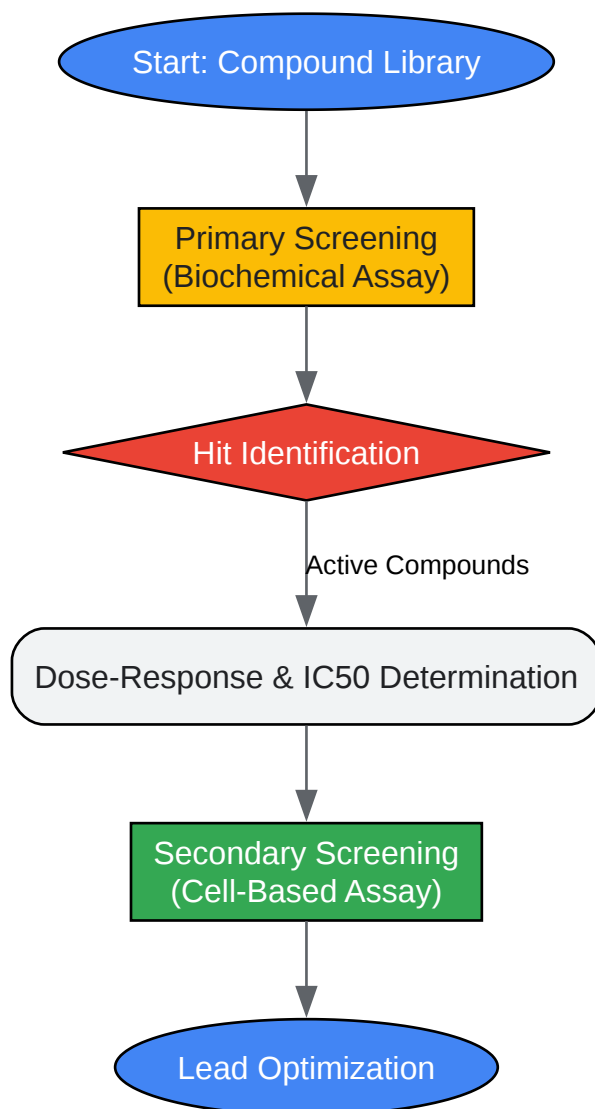 Start: Compound Library
Primary Screening
(Biochemical Assay)
Hit Identification
Active Compounds
Dose-Response & IC50 Determination
Secondary Screening
(Cell-Based Assay)
Lead Optimization